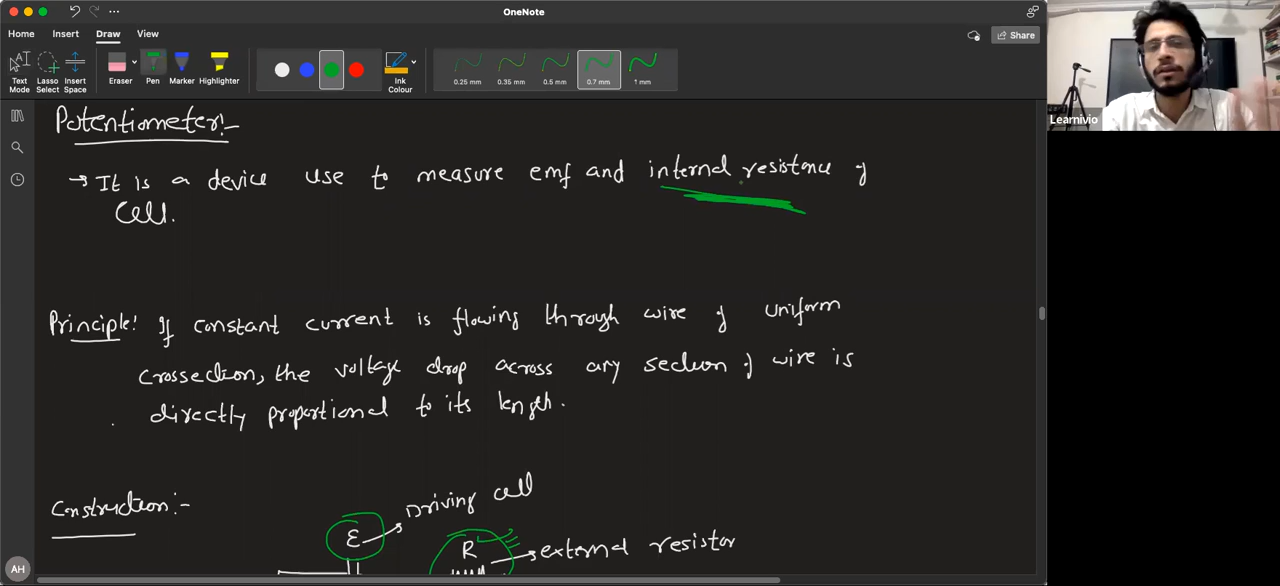 OneNote
Home Insert Draw View
Share
Text Mode
Lasso Select
Insert Space
Eraser
Pen
Marker
Highlighter
Ink Colour
0.25 mm
0.35 mm
0.5 mm
0.7 mm
1 mm
Learnivio
Potentiometer:-
→ It is a device use to measure emf and internal resistance of
Cell.
Principle: If constant current is flowing through wire of uniform
crossection, the voltage drop across any section of wire is
directly proportional to its length.
Construction:-
Driving cell
E
R
external resistor
AH